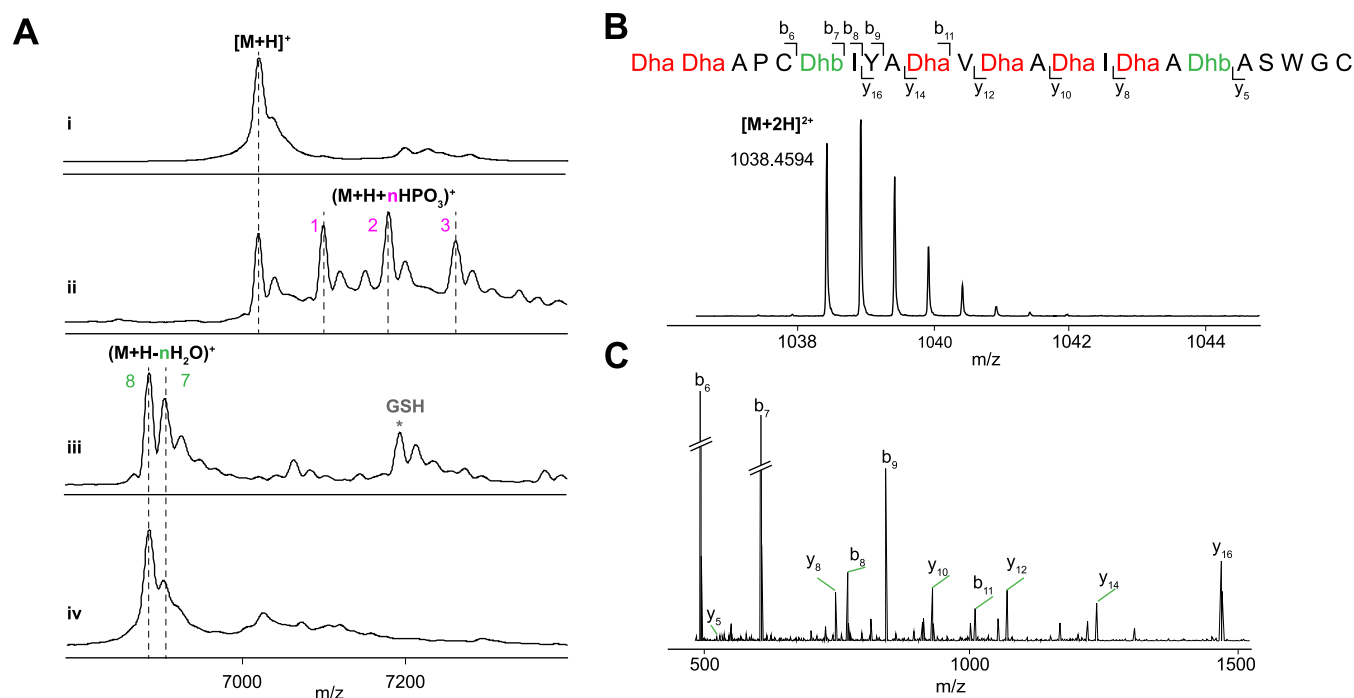 A
[M+H]⁺
i
(M+H+nHPO₃)⁺
1 2 3
ii
(M+H-nH₂O)⁺
8 7
GSH
*
iii
iv
7000 7200
m/z
B
b₆ b₇ b₈ b₉ b₁₁
Dha Dha A P C Dhb I Y A Dha V Dha A Dha I Dha A Dhb A S W G C
y₁₆ y₁₄ y₁₂ y₁₀ y₈ y₅
[M+2H]²⁺
1038.4594
1038 1040 1042 1044
m/z
C
b₆
b₇
b₉
y₈ b₈ y₁₀ b₁₁ y₁₂ y₁₄ y₁₆
y₅
500 1000 1500
m/z